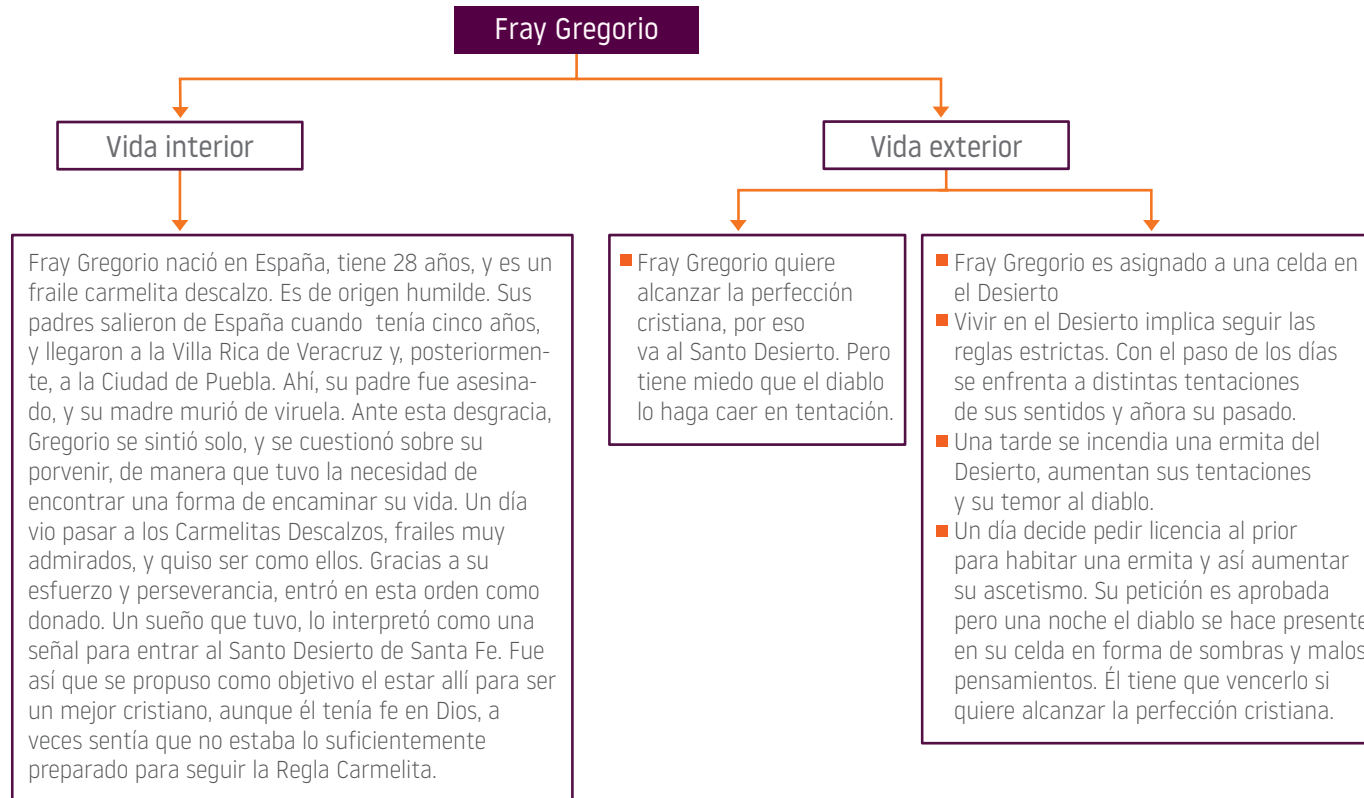 Fray Gregorio
Vida interior
Vida exterior
Fray Gregorio nació en España, tiene 28 años, y es un
fraile carmelita descalzo. Es de origen humilde. Sus
padres salieron de España cuando tenía cinco años,
y llegaron a la Villa Rica de Veracruz y, posteriormen-
te, a la Ciudad de Puebla. Ahí, su padre fue asesina-
do, y su madre murió de viruela. Ante esta desgracia,
Gregorio se sintió solo, y se cuestionó sobre su
porvenir, de manera que tuvo la necesidad de
encontrar una forma de encaminar su vida. Un día
vio pasar a los Carmelitas Descalzos, frailes muy
admirados, y quiso ser como ellos. Gracias a su
esfuerzo y perseverancia, entró en esta orden como
donado. Un sueño que tuvo, lo interpretó como una
señal para entrar al Santo Desierto de Santa Fe. Fue
así que se propuso como objetivo el estar allí para ser
un mejor cristiano, aunque él tenía fe en Dios, a
veces sentía que no estaba lo suficientemente
preparado para seguir la Regla Carmelita.
Fray Gregorio quiere
alcanzar la perfección
cristiana, por eso
va al Santo Desierto. Pero
tiene miedo que el diablo
lo haga caer en tentación.
Fray Gregorio es asignado a una celda en
el Desierto
Vivir en el Desierto implica seguir las
reglas estrictas. Con el paso de los días
se enfrenta a distintas tentaciones
de sus sentidos y añora su pasado.
Una tarde se incendia una ermita del
Desierto, aumentan sus tentaciones
y su temor al diablo.
Un día decide pedir licencia al prior
para habitar una ermita y así aumentar
su ascetismo. Su petición es aprobada
pero una noche el diablo se hace presente
en su celda en forma de sombras y malos
pensamientos. Él tiene que vencerlo si
quiere alcanzar la perfección cristiana.